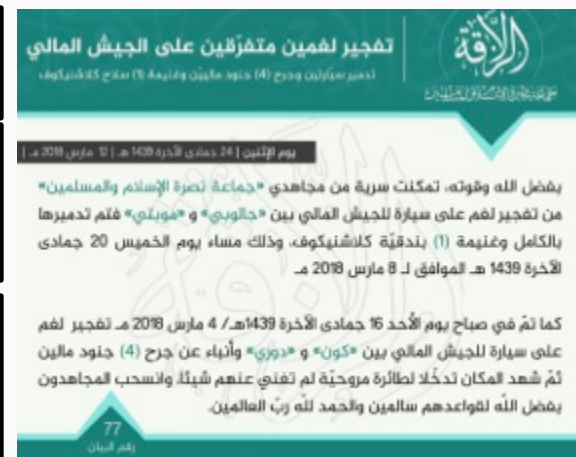 الزلاقة
تفجير لغمين متفرّقين على الجيش المالي
تدمير سيارتين وجرح (4) جنود ماليين وغنيمة (1) سلاح كلاشنيكوف
يوم الإثنين | 24 جمادى الآخرة 1439 هـ | 12 مارس 2018 مـ |
بفضل الله وقوته، تمكنت سرية من مجاهدي «جماعة نصرة الإسلام والمسلمين»
من تفجير لغم على سيارة للجيش المالي بين «جالوبي» و «موبتي» فتم تدميرها
بالكامل وغنيمة (1) بندقيّة كلاشنيكوف، وذلك مساء يوم الخميس 20 جمادى
الآخرة 1439 هـ الموافق لـ 8 مارس 2018 مـ
كما تمّ في صباح يوم الأحد 16 جمادى الآخرة 1439هـ/ 4 مارس 2018 مـ تفجير لغم
على سيارة للجيش المالي بين «كون» و «دوزي» وأنباء عن جرح (4) جنود مالين
ثمّ شهد المكان تدخّلا لطائرة مروحيّة لم تغني عنهم شيئا، وانسحب المجاهدون
بفضل الله لقواعدهم سالمين والحمد لله ربّ العالمين.
77
رقم البيان